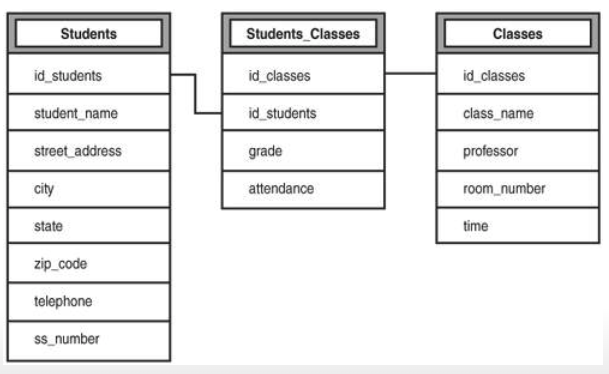 Students
id_students
student_name
street_address
city
state
zip_code
telephone
ss_number
Students_Classes
id_classes
id_students
grade
attendance
Classes
id_classes
class_name
professor
room_number
time